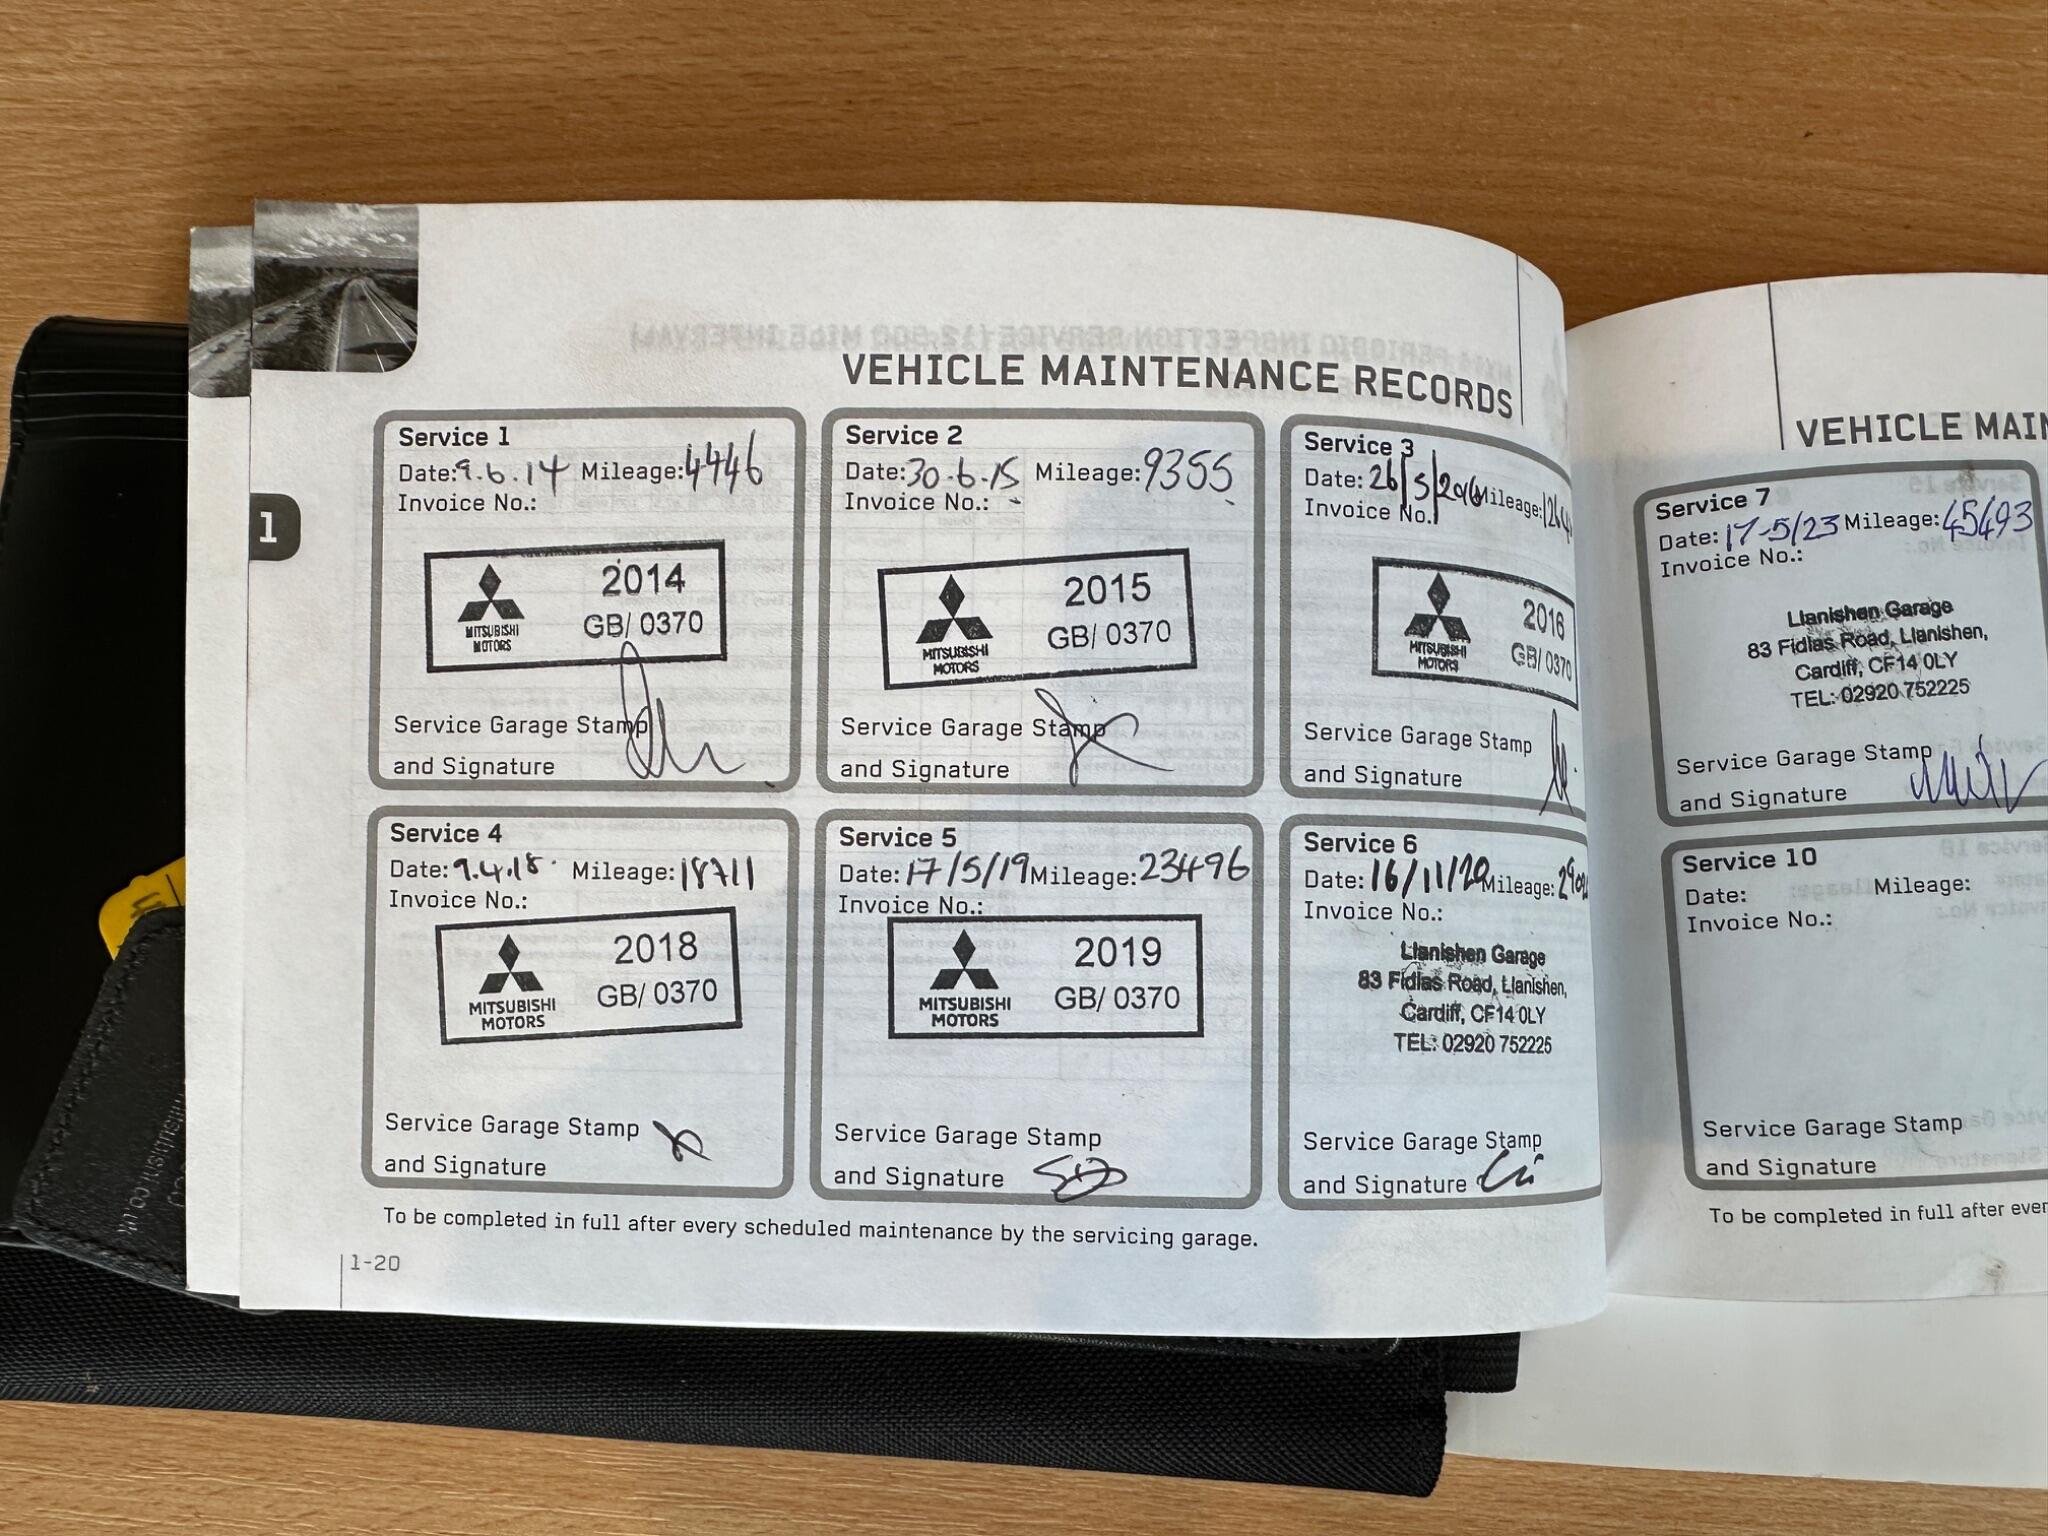 VEHICLE MAINTENANCE RECORDS
1
Service 1
Date: 9.6.14 Mileage: 4446
Invoice No.:
MITSUBISHI MOTORS
2014
GB/ 0370
Service Garage Stamp
and Signature
Service 2
Date: 30.6.15 Mileage: 9355
Invoice No.:
MITSUBISHI MOTORS
2015
GB/ 0370
Service Garage Stamp
and Signature
Service 3
Date: 26/5/2016 Mileage:
Invoice No.
MITSUBISHI MOTORS
2016
GB/ 0370
Service Garage Stamp
and Signature
Service 4
Date: 9.4.18 Mileage: 18711
Invoice No.:
MITSUBISHI MOTORS
2018
GB/ 0370
Service Garage Stamp
and Signature
Service 5
Date: 17/5/19 Mileage: 23496
Invoice No.:
MITSUBISHI MOTORS
2019
GB/ 0370
Service Garage Stamp
and Signature
Service 6
Date: 16/11/20 Mileage:
Invoice No.:
Llanishen Garage
83 Fidlas Road, Llanishen,
Cardiff, CF14 0LY
TEL: 02920 752225
Service Garage Stamp
and Signature
To be completed in full after every scheduled maintenance by the servicing garage.
1-20
VEHICLE MAIN
Service 7
Date: 17-5/23 Mileage: 45493
Invoice No.:
Llanishen Garage
83 Fidlas Road, Llanishen,
Cardiff, CF14 0LY
TEL: 02920 752225
Service Garage Stamp
and Signature
Service 10
Date: Mileage:
Invoice No.:
Service Garage Stamp
and Signature
To be completed in full after ever